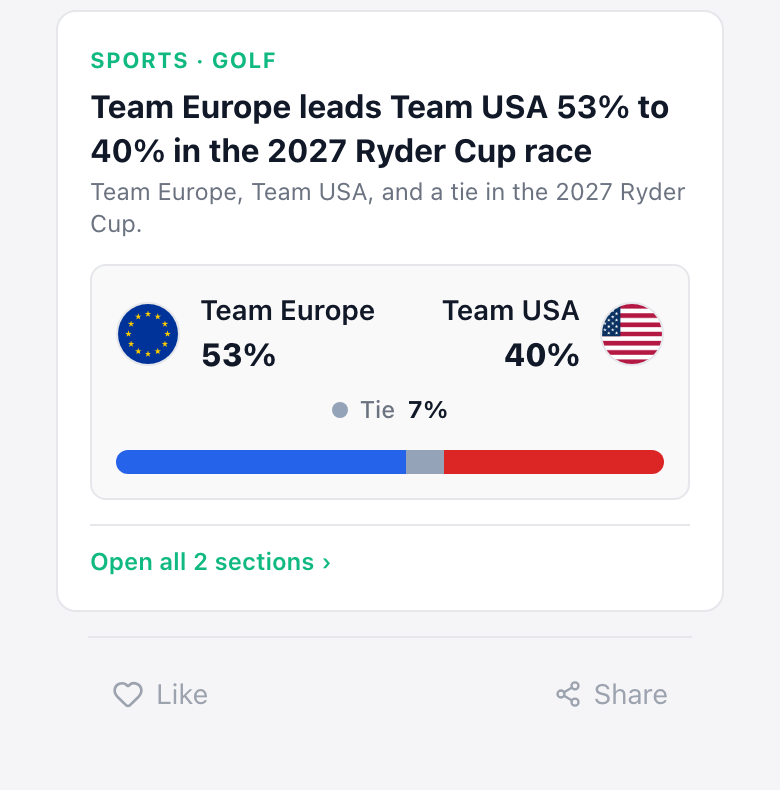 SPORTS · GOLF
Team Europe leads Team USA 53% to
40% in the 2027 Ryder Cup race
Team Europe, Team USA, and a tie in the 2027 Ryder
Cup.
Team Europe
53%
Team USA
40%
Tie 7%
Open all 2 sections ›
Like
Share